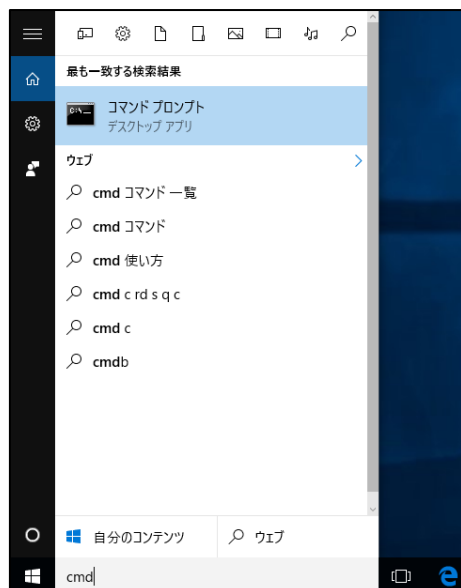 最も一致する検索結果
C:\_
コマンド プロンプト
デスクトップ アプリ
ウェブ
cmd コマンド 一覧
cmd コマンド
cmd 使い方
cmd c rd s q c
cmd c
cmdb
自分のコンテンツ
ウェブ
cmd